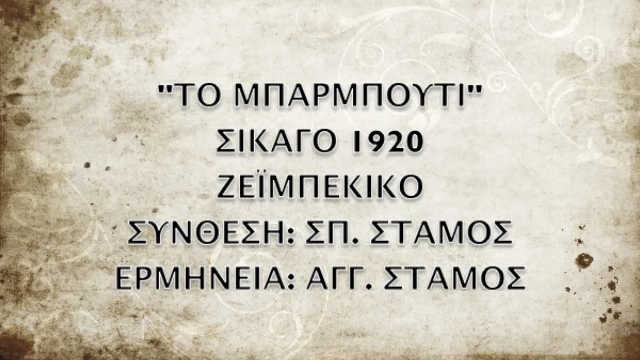 "ΤΟ ΜΠΑΡΜΠΟΥΤΙ"
ΣΙΚΑΓΟ 1920
ΖΕΪΜΠΕΚΙΚΟ
ΣΥΝΘΕΣΗ: ΣΠ. ΣΤΑΜΟΣ
ΕΡΜΗΝΕΙΑ: ΑΓΓ. ΣΤΑΜΟΣ